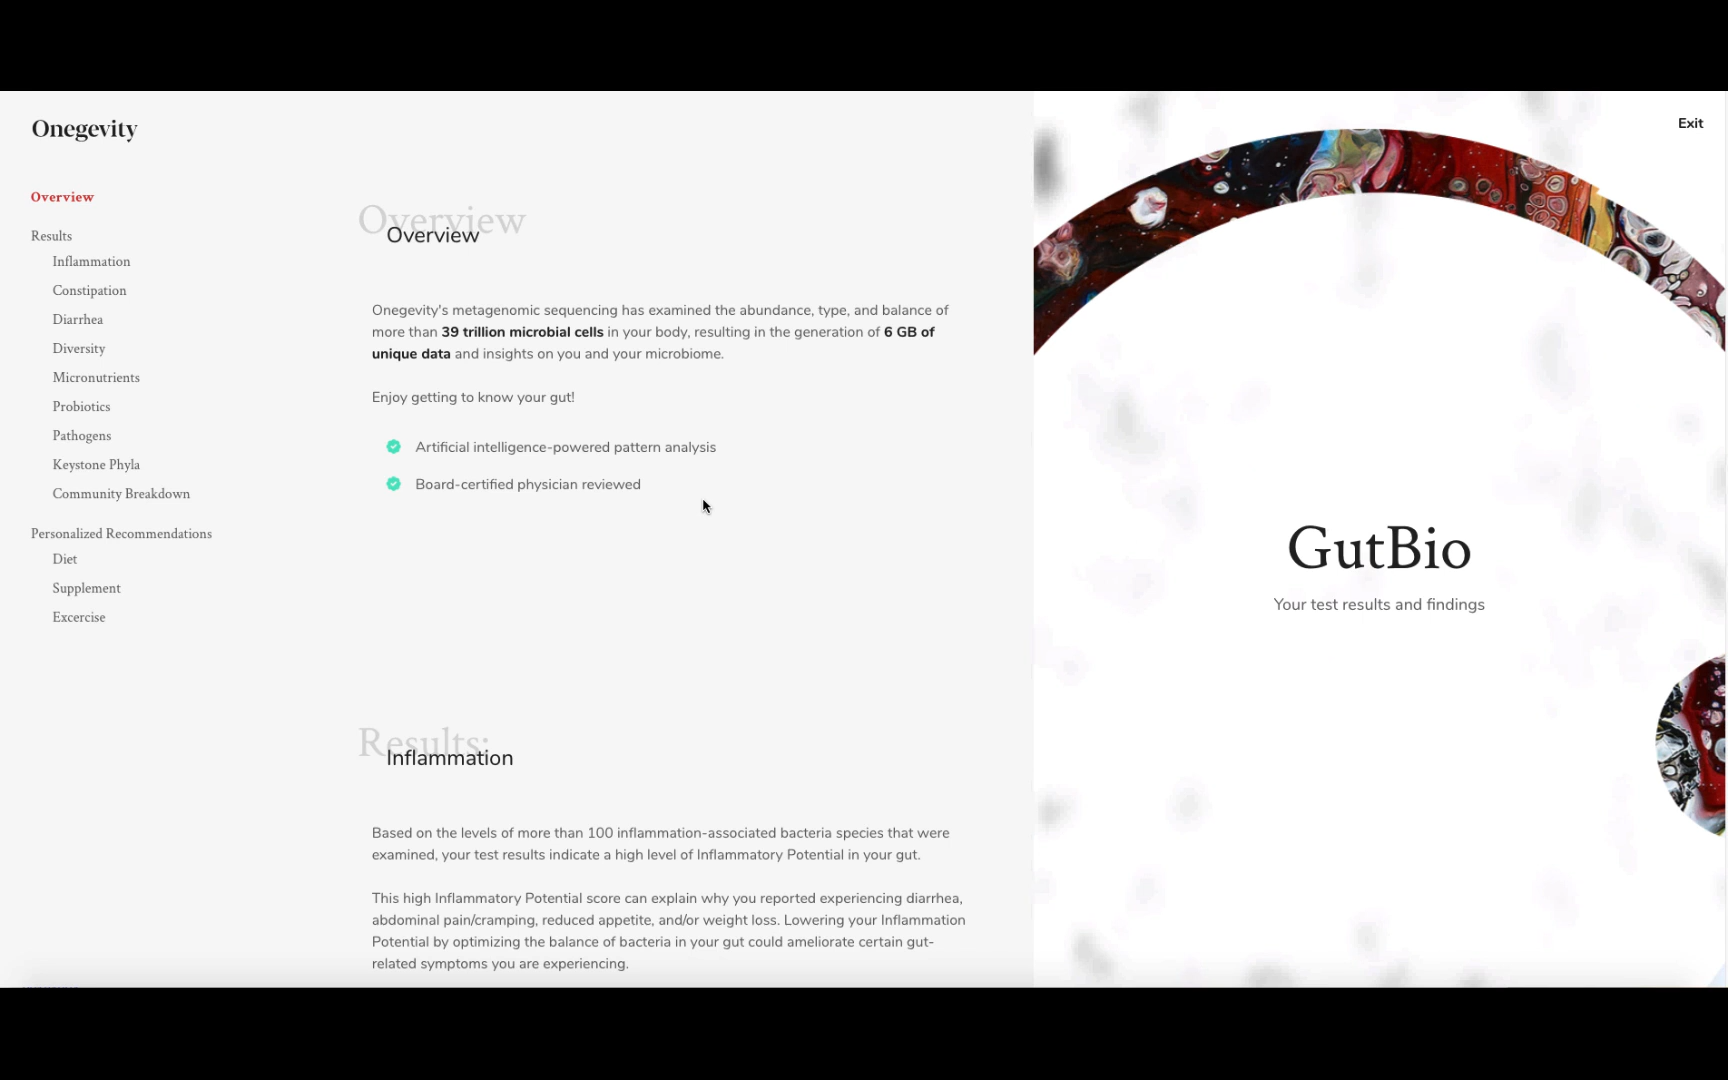 Onegevity
Exit
Overview
Results
Inflammation
Constipation
Diarrhea
Diversity
Micronutrients
Probiotics
Pathogens
Keystone Phyla
Community Breakdown
Personalized Recommendations
Diet
Supplement
Excercise
Overview
Overview
Onegevity's metagenomic sequencing has examined the abundance, type, and balance of
more than 39 trillion microbial cells in your body, resulting in the generation of 6 GB of
unique data and insights on you and your microbiome.
Enjoy getting to know your gut!
Artificial intelligence-powered pattern analysis
Board-certified physician reviewed
Results:
Inflammation
Based on the levels of more than 100 inflammation-associated bacteria species that were
examined, your test results indicate a high level of Inflammatory Potential in your gut.
This high Inflammatory Potential score can explain why you reported experiencing diarrhea,
abdominal pain/cramping, reduced appetite, and/or weight loss. Lowering your Inflammation
Potential by optimizing the balance of bacteria in your gut could ameliorate certain gut-
related symptoms you are experiencing.
GutBio
Your test results and findings